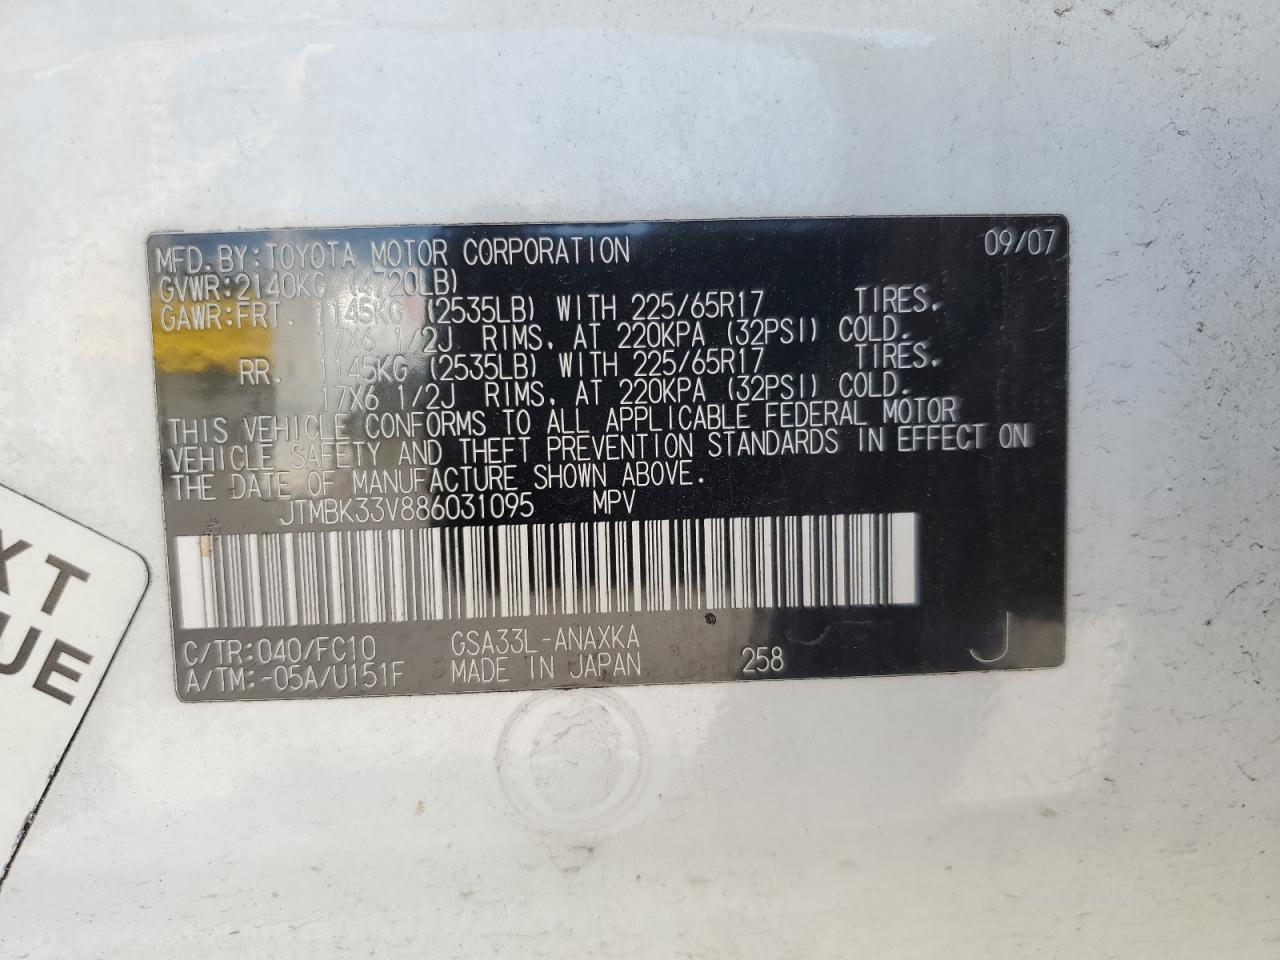 MFD. BY: TOYOTA MOTOR CORPORATION 09/07
GVWR: 2140KG (4720LB)
GAWR: FRT. 1145KG (2535LB) WITH 225/65R17 TIRES.
17X6 1/2J RIMS, AT 220KPA (32PSI) COLD.
RR. 1145KG (2535LB) WITH 225/65R17 TIRES.
17X6 1/2J RIMS, AT 220KPA (32PSI) COLD.
THIS VEHICLE CONFORMS TO ALL APPLICABLE FEDERAL MOTOR
VEHICLE SAFETY AND THEFT PREVENTION STANDARDS IN EFFECT ON
THE DATE OF MANUFACTURE SHOWN ABOVE.
JTMBK33V886031095 MPV
C/TR: 040/FC10 GSA33L-ANAXKA
A/TM: -05A/U151F MADE IN JAPAN 258 J
XT
UE